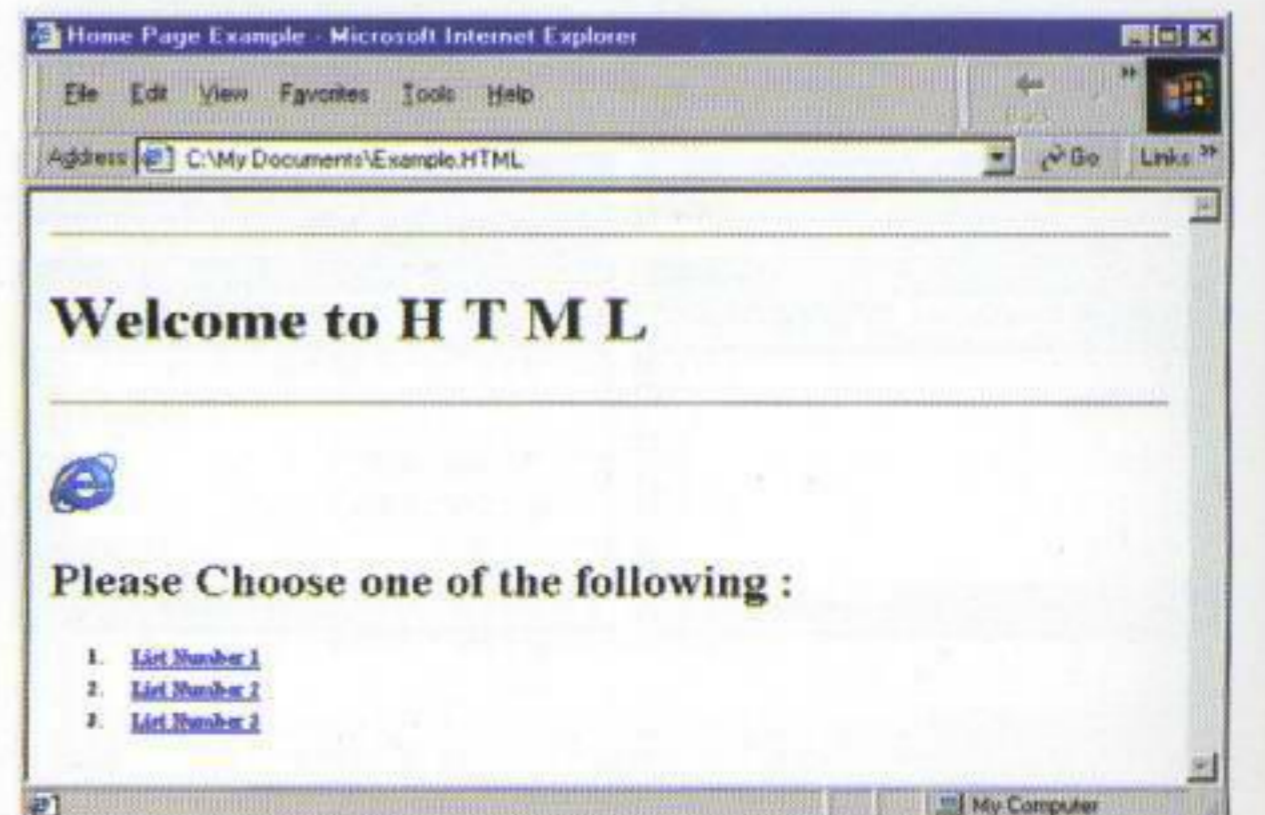 Home Page Example - Microsoft Internet Explorer
File Edit View Favorites Tools Help
Back
Address C:\My Documents\Example.HTML Go Links
Welcome to H T M L
Please Choose one of the following :
1. List Number 1
2. List Number 2
3. List Number 3
My Computer